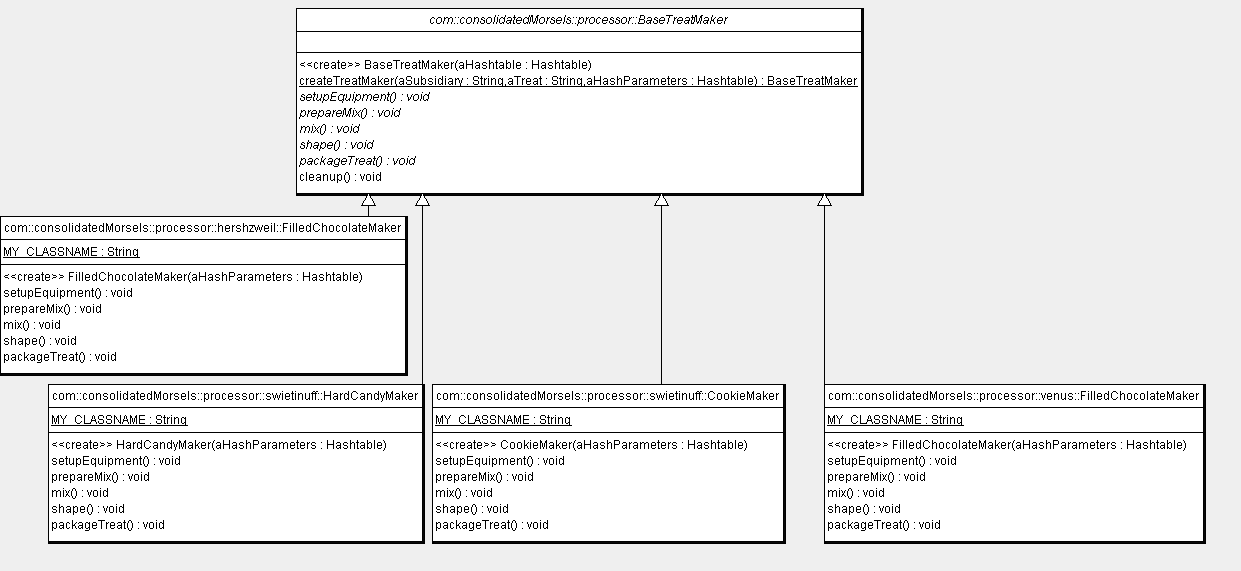 com::consolidatedMorsels::processor::BaseTreatMaker
<<create>> BaseTreatMaker(aHashtable : Hashtable)
createTreatMaker(aSubsidiary : String,aTreat : String,aHashParameters : Hashtable) : BaseTreatMaker
setupEquipment() : void
prepareMix() : void
mix() : void
shape() : void
packageTreat() : void
cleanup() : void
com::consolidatedMorsels::processor::hershzweil::FilledChocolateMaker
MY_CLASSNAME : String
<<create>> FilledChocolateMaker(aHashParameters : Hashtable)
setupEquipment() : void
prepareMix() : void
mix() : void
shape() : void
packageTreat() : void
com::consolidatedMorsels::processor::swietinuff::HardCandyMaker
MY_CLASSNAME : String
<<create>> HardCandyMaker(aHashParameters : Hashtable)
setupEquipment() : void
prepareMix() : void
mix() : void
shape() : void
packageTreat() : void
com::consolidatedMorsels::processor::swietinuff::CookieMaker
MY_CLASSNAME : String
<<create>> CookieMaker(aHashParameters : Hashtable)
setupEquipment() : void
prepareMix() : void
mix() : void
shape() : void
packageTreat() : void
com::consolidatedMorsels::processor::venus::FilledChocolateMaker
MY_CLASSNAME : String
<<create>> FilledChocolateMaker(aHashParameters : Hashtable)
setupEquipment() : void
prepareMix() : void
mix() : void
shape() : void
packageTreat() : void